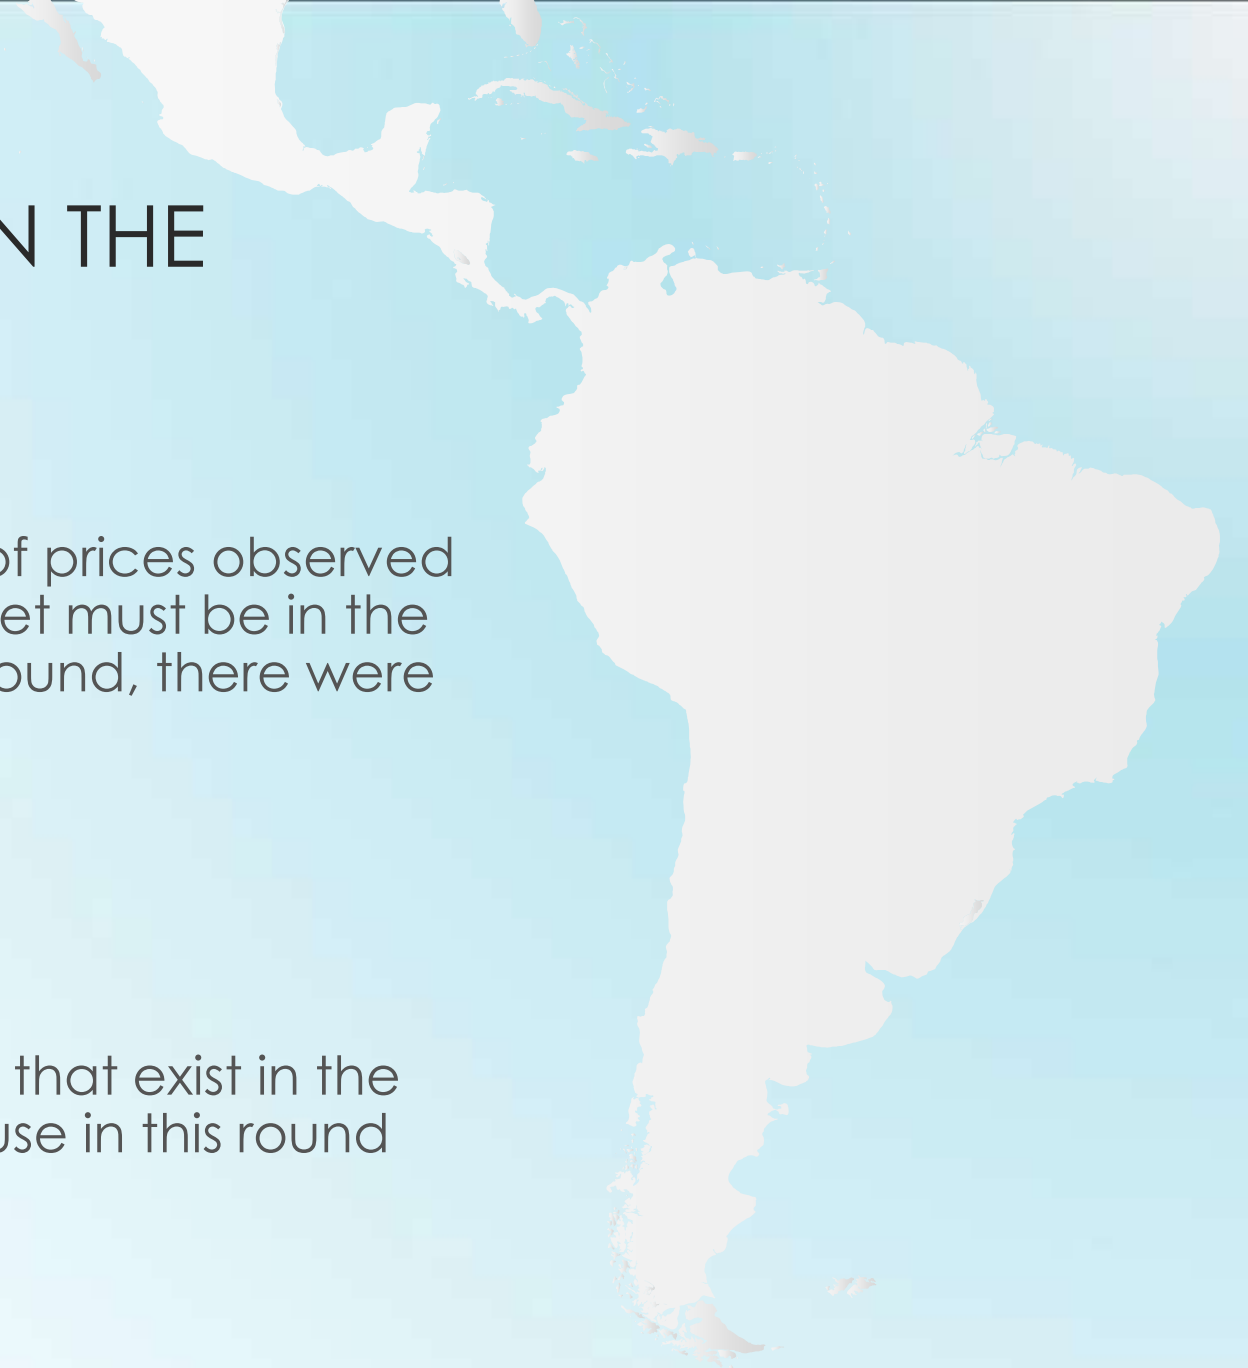 N THE
of prices observed
et must be in the
ound, there were
that exist in the
use in this round